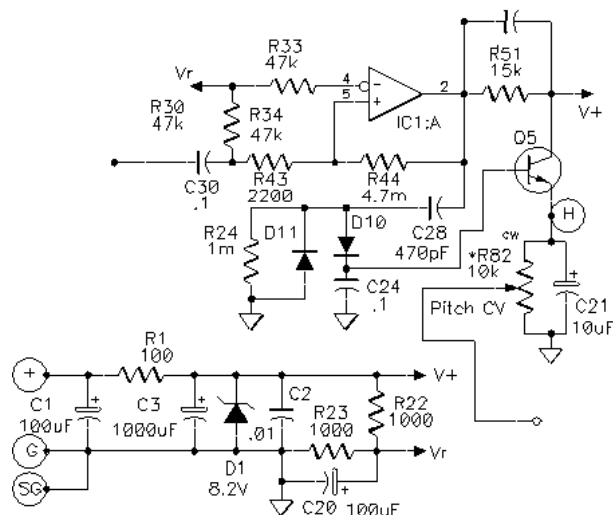 R33
47k
R51
15k
Vr
4
-
5
+
2
IC1:A
V+
R30
47k
R34
47k
Q5
C30
.1
R43
2200
R44
4.7m
H
R24
1m
D11
D10
C28
470pF
cw
*R82
10k
+
C24
.1
Pitch CV
C21
10uF
R1
100
+
V+
C1
100uF
+
C3
1000uF
+
C2
.01
R23
1000
R22
1000
G
Vr
D1
8.2V
SG
C20
+
100uF